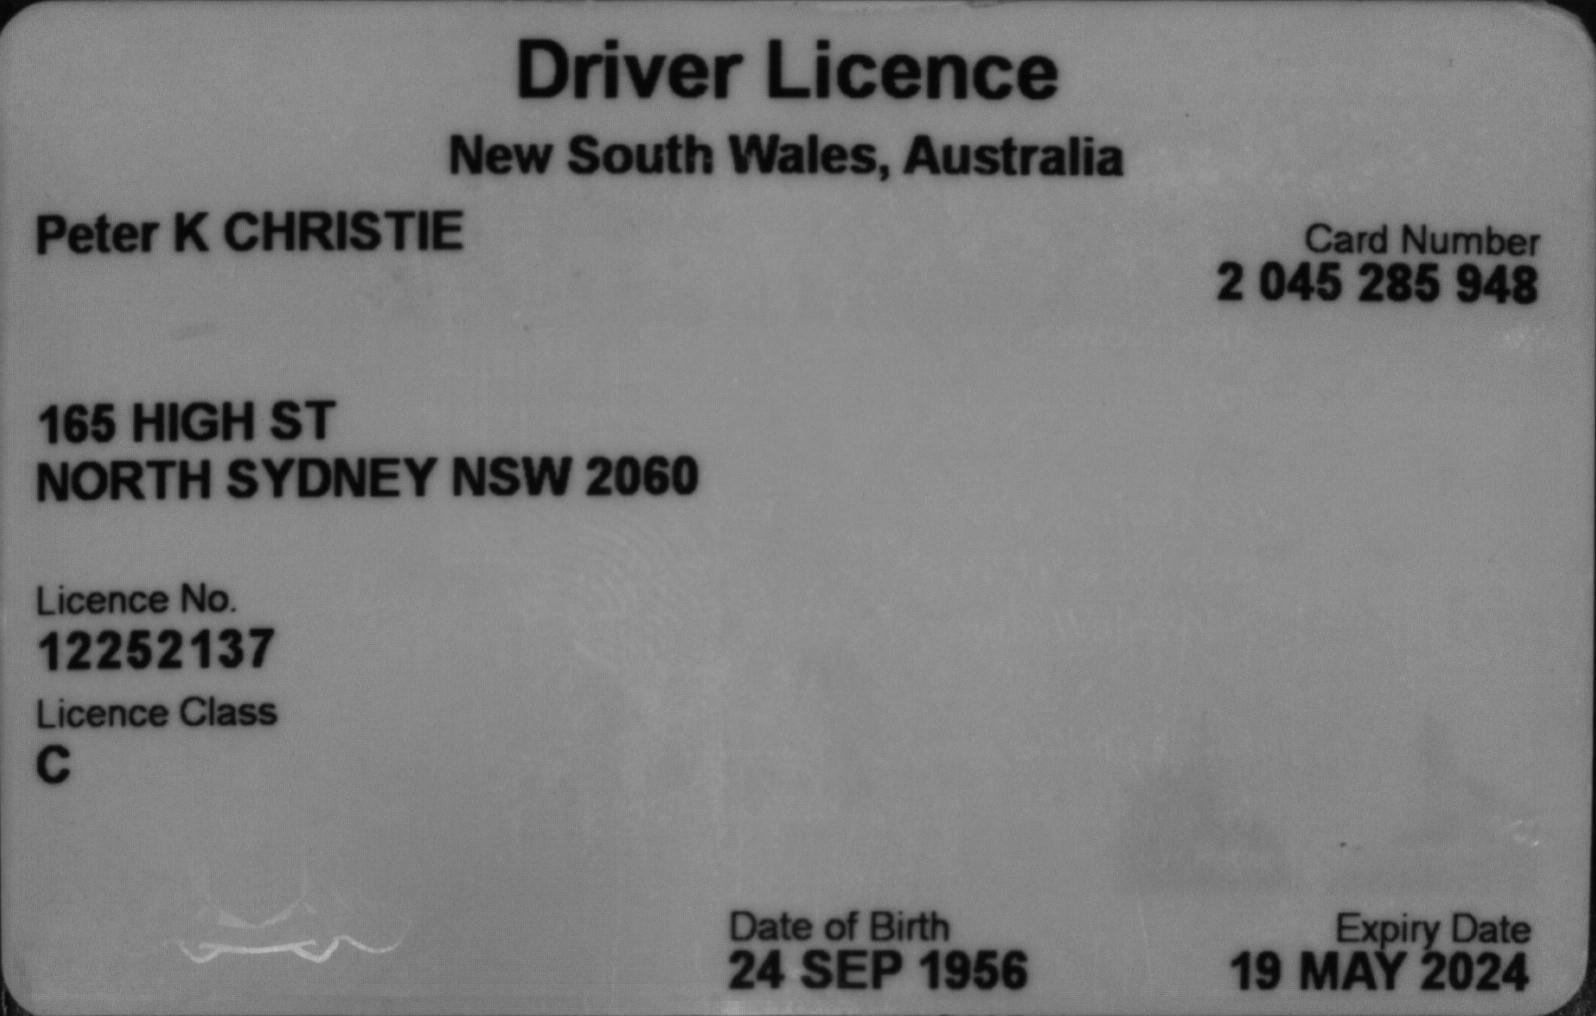 Driver Licence
New South Wales, Australia
Peter K CHRISTIE
Card Number
2 045 285 948
165 HIGH ST
NORTH SYDNEY NSW 2060
Licence No.
12252137
Licence Class
C
Date of Birth
24 SEP 1956
Expiry Date
19 MAY 2024